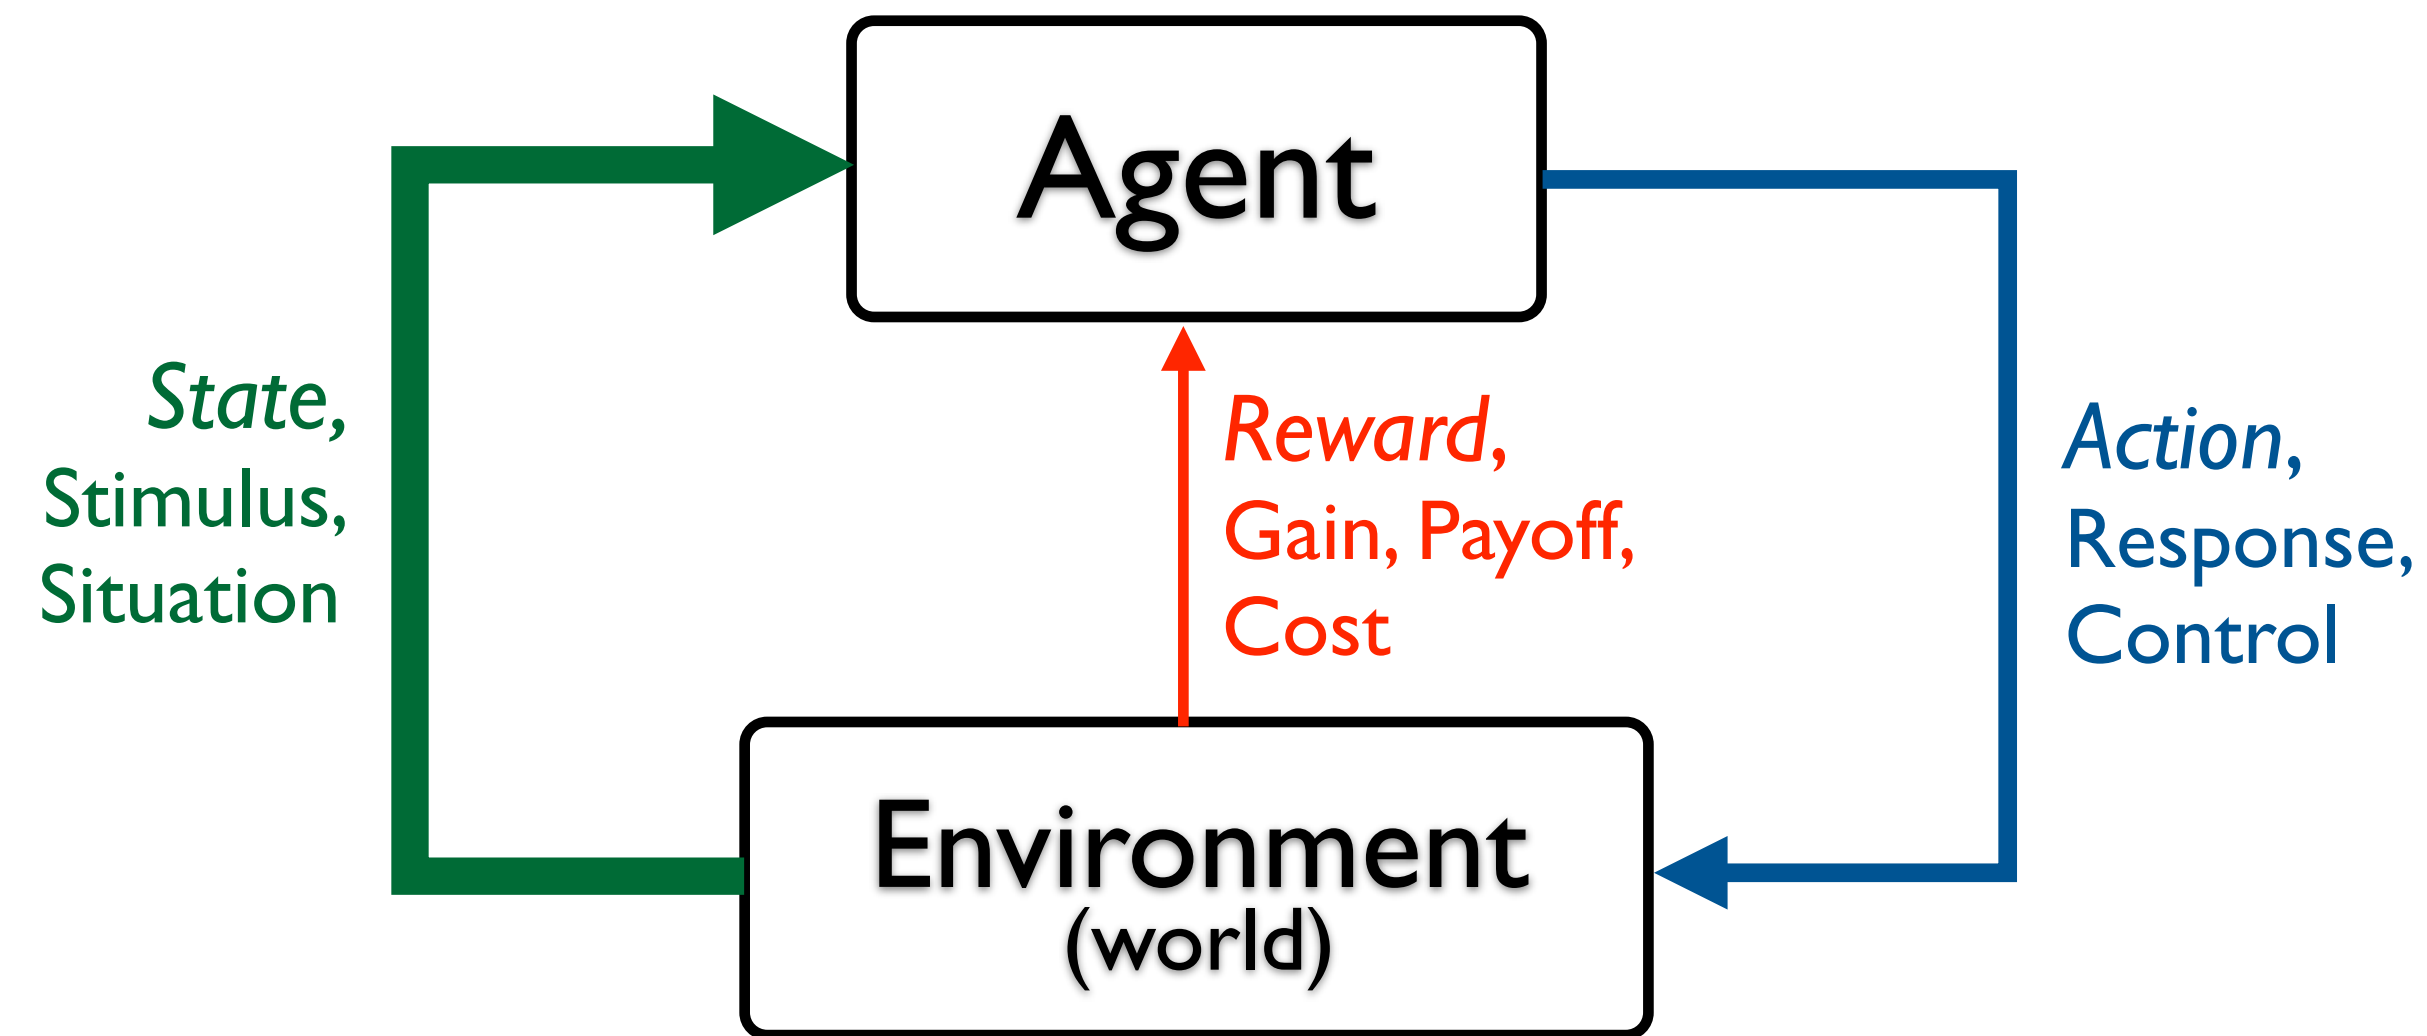 Agent
State,
Stimulus,
Situation
Reward,
Gain, Payoff,
Cost
Action,
Response,
Control
Environment
(world)